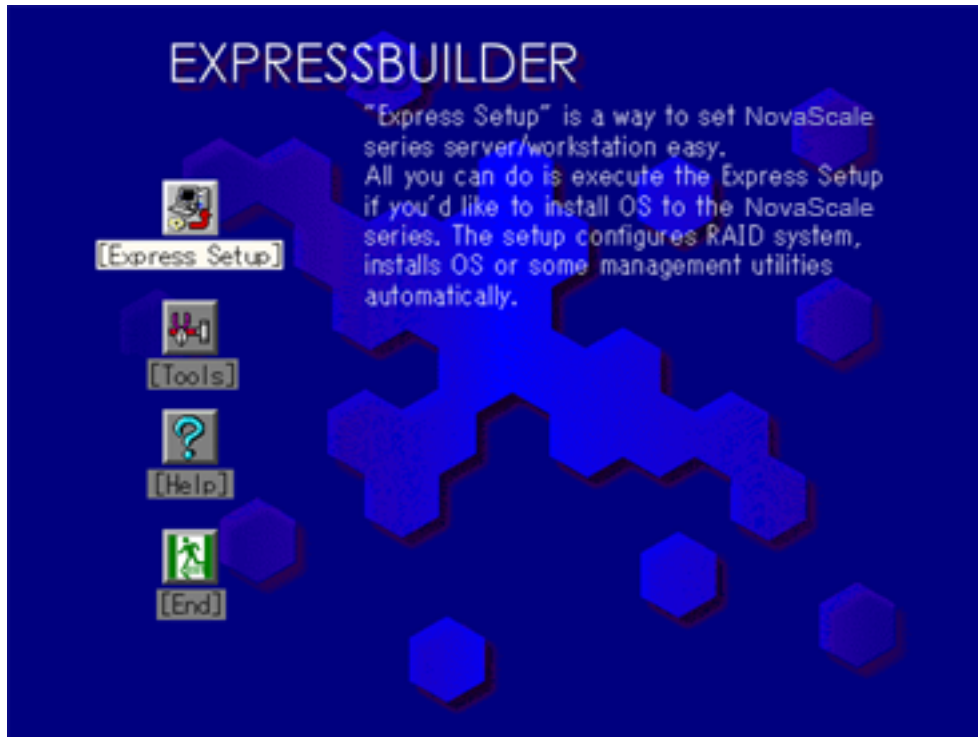 EXPRESSBUILDER
"Express Setup" is a way to set NovaScale
series server/workstation easy.
All you can do is execute the Express Setup
if you'd like to install OS to the NovaScale
series. The setup configures RAID system,
installs OS or some management utilities
automatically.
[Express Setup]
[Tools]
[Help]
[End]